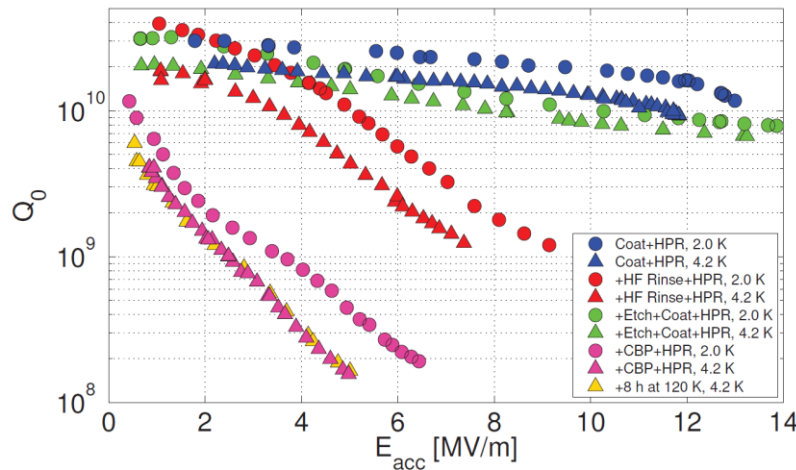 10^10
10^9
10^8
Q_0
0
2
4
6
8
10
12
14
E_acc [MV/m]
Coat+HPR, 2.0 K
Coat+HPR, 4.2 K
+HF Rinse+HPR, 2.0 K
+HF Rinse+HPR, 4.2 K
+Etch+Coat+HPR, 2.0 K
+Etch+Coat+HPR, 4.2 K
+CBP+HPR, 2.0 K
+CBP+HPR, 4.2 K
+8 h at 120 K, 4.2 K